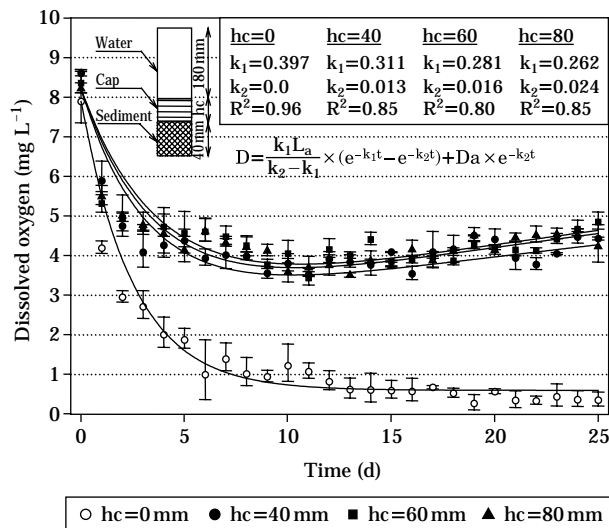 Dissolved oxygen (mg L⁻¹)
10
9
8
7
6
5
4
3
2
1
0
Water
Cap
Sediment
180 mm
hc
40 mm
hc=0 hc=40 hc=60 hc=80
k₁=0.397 k₁=0.311 k₁=0.281 k₁=0.262
k₂=0.0 k₂=0.013 k₂=0.016 k₂=0.024
R²=0.96 R²=0.85 R²=0.80 R²=0.85
D=k₁Lₐ/k₂−k₁×(e⁻ᵏ¹ᵗ−e⁻ᵏ²ᵗ)+Da×e⁻ᵏ²ᵗ
0 5 10 15 20 25
Time (d)
hc=0 mm hc=40 mm hc=60 mm hc=80 mm